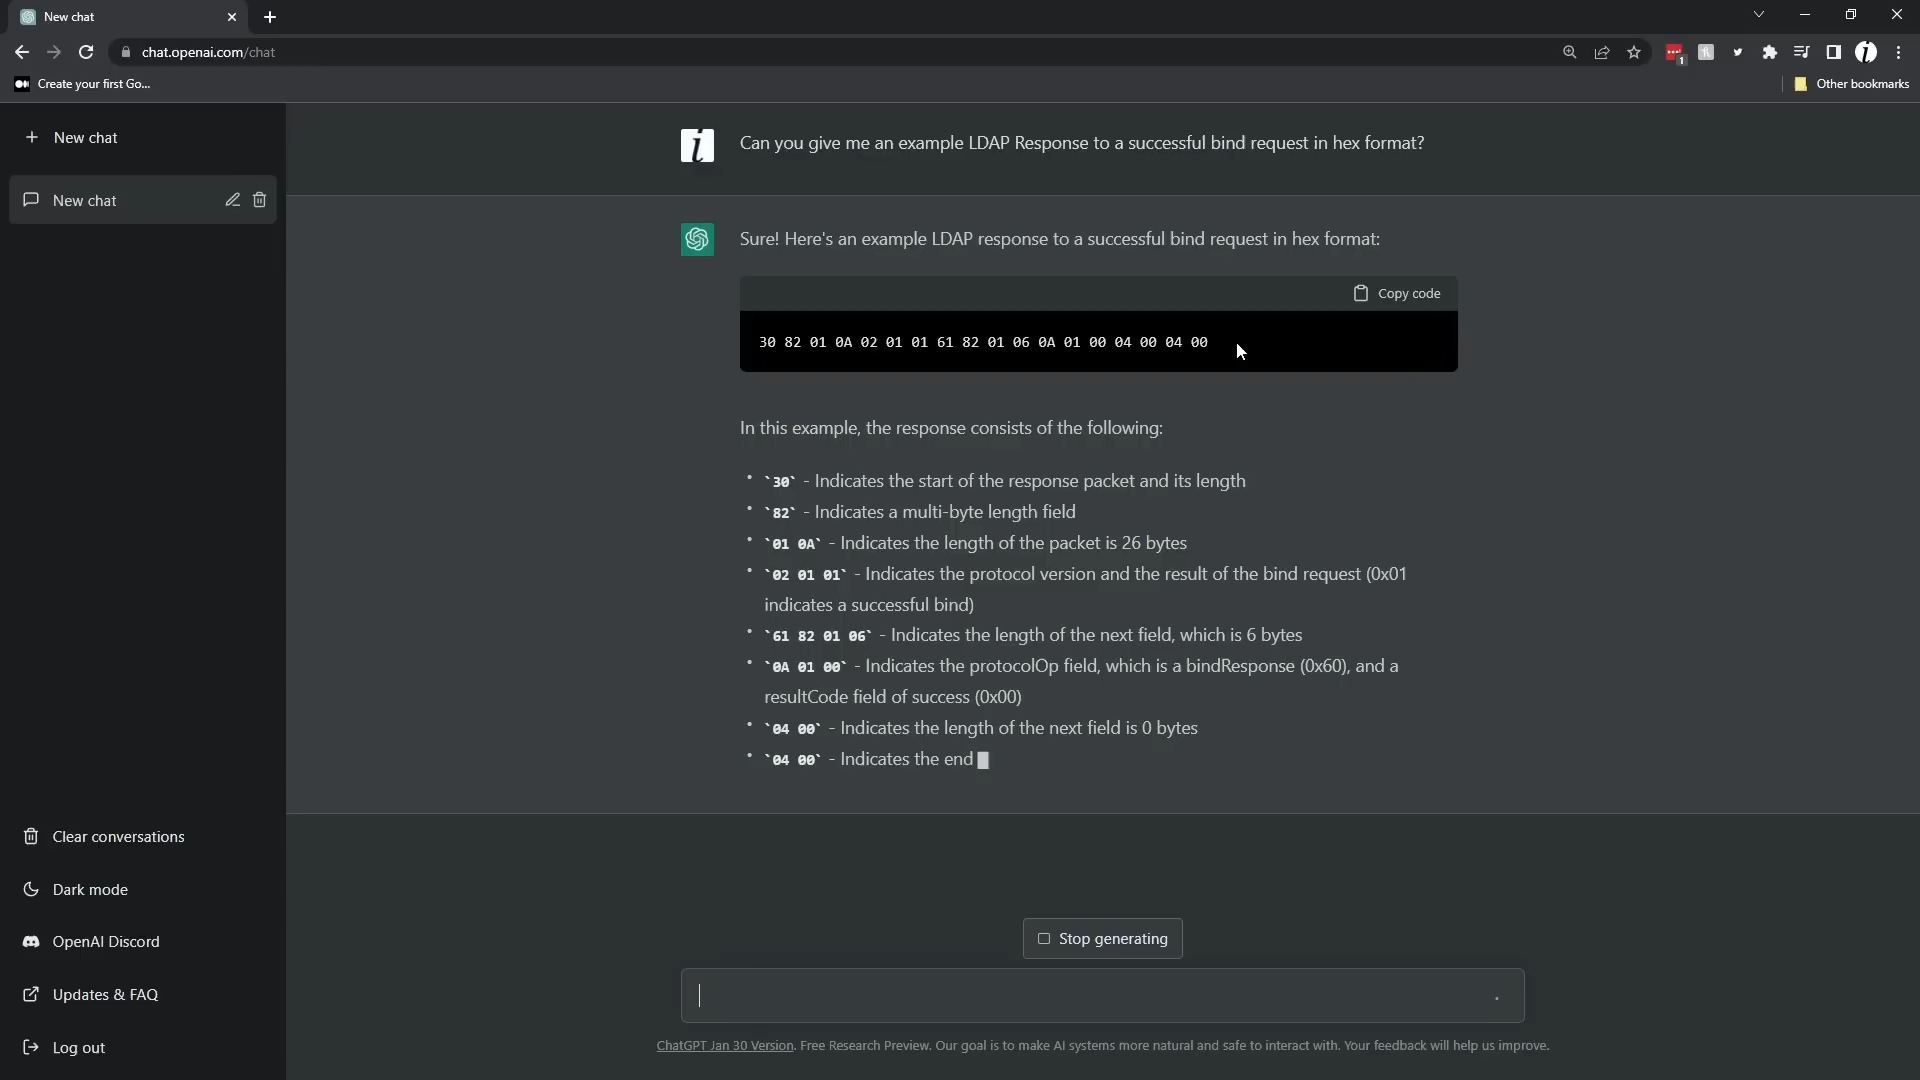 New chat
chat.openai.com/chat
1
Create your first Go...
Other bookmarks
New chat
New chat
Clear conversations
Dark mode
OpenAI Discord
Updates & FAQ
Log out
i
Can you give me an example LDAP Response to a successful bind request in hex format?
Sure! Here's an example LDAP response to a successful bind request in hex format:
Copy code
30 82 01 0A 02 01 01 61 82 01 06 0A 01 00 04 00 04 00
In this example, the response consists of the following:
• `30` - Indicates the start of the response packet and its length
• `82` - Indicates a multi-byte length field
• `01 0A` - Indicates the length of the packet is 26 bytes
• `02 01 01` - Indicates the protocol version and the result of the bind request (0x01
indicates a successful bind)
• `61 82 01 06` - Indicates the length of the next field, which is 6 bytes
• `0A 01 00` - Indicates the protocolOp field, which is a bindResponse (0x60), and a
resultCode field of success (0x00)
• `04 00` - Indicates the length of the next field is 0 bytes
• `04 00` - Indicates the end
Stop generating
ChatGPT Jan 30 Version. Free Research Preview. Our goal is to make AI systems more natural and safe to interact with. Your feedback will help us improve.